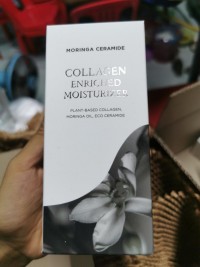 MORINGA CERAMIDE
COLLAGEN
ENRICHED
MOISTURIZER
PLANT-BASED COLLAGEN,
MORINGA OIL, ECO CERAMIDE